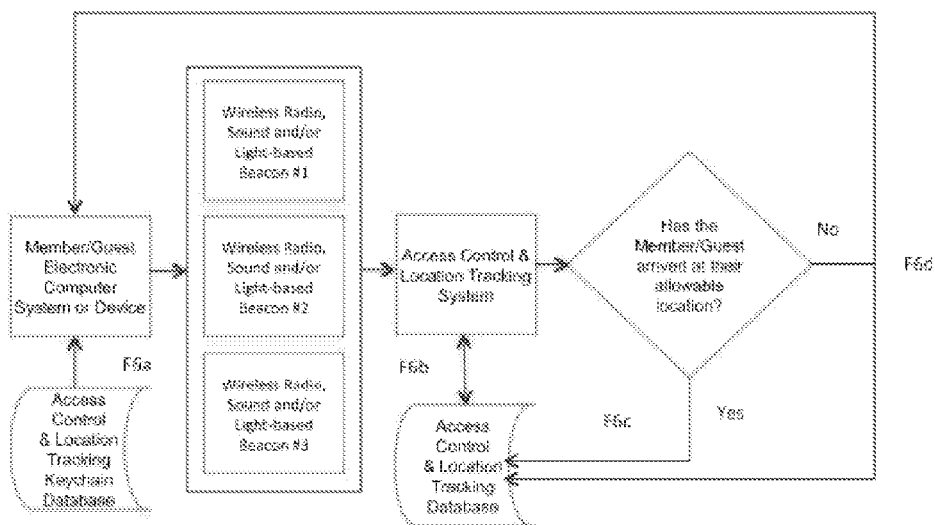 Wireless Radio,
Sound and/or
Light-based
Beacon #1
Member/Guest
Electronic
Computer
System or Device
Wireless Radio,
Sound and/or
Light-based
Beacon #2
Access Control &
Location Tracking
System
Has the
Member/Guest
arrived at their
allowable
location?
No
F6d
F6a
Wireless Radio,
Sound and/or
Light-based
Beacon #3
F6b
F6c
Yes
Access
Control
& Location
Tracking
Keychain
Database
Access
Control
& Location
Tracking
Database